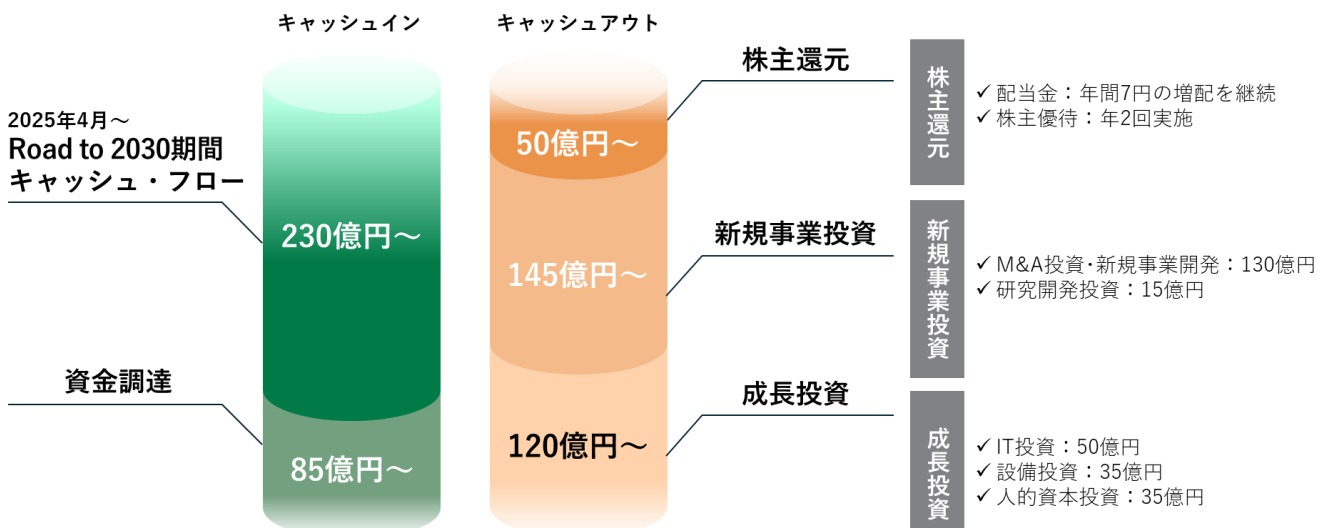 キャッシュイン
キャッシュアウト
2025年4月～
Road to 2030期間
キャッシュ・フロー
230億円～
資金調達
85億円～
株主還元
50億円～
新規事業投資
145億円～
成長投資
120億円～
株主還元
✓ 配当金：年間7円の増配を継続
✓ 株主優待：年2回実施
新規事業投資
✓ M&A投資･新規事業開発：130億円
✓ 研究開発投資：15億円
成長投資
✓ IT投資：50億円
✓ 設備投資：35億円
✓ 人的資本投資：35億円